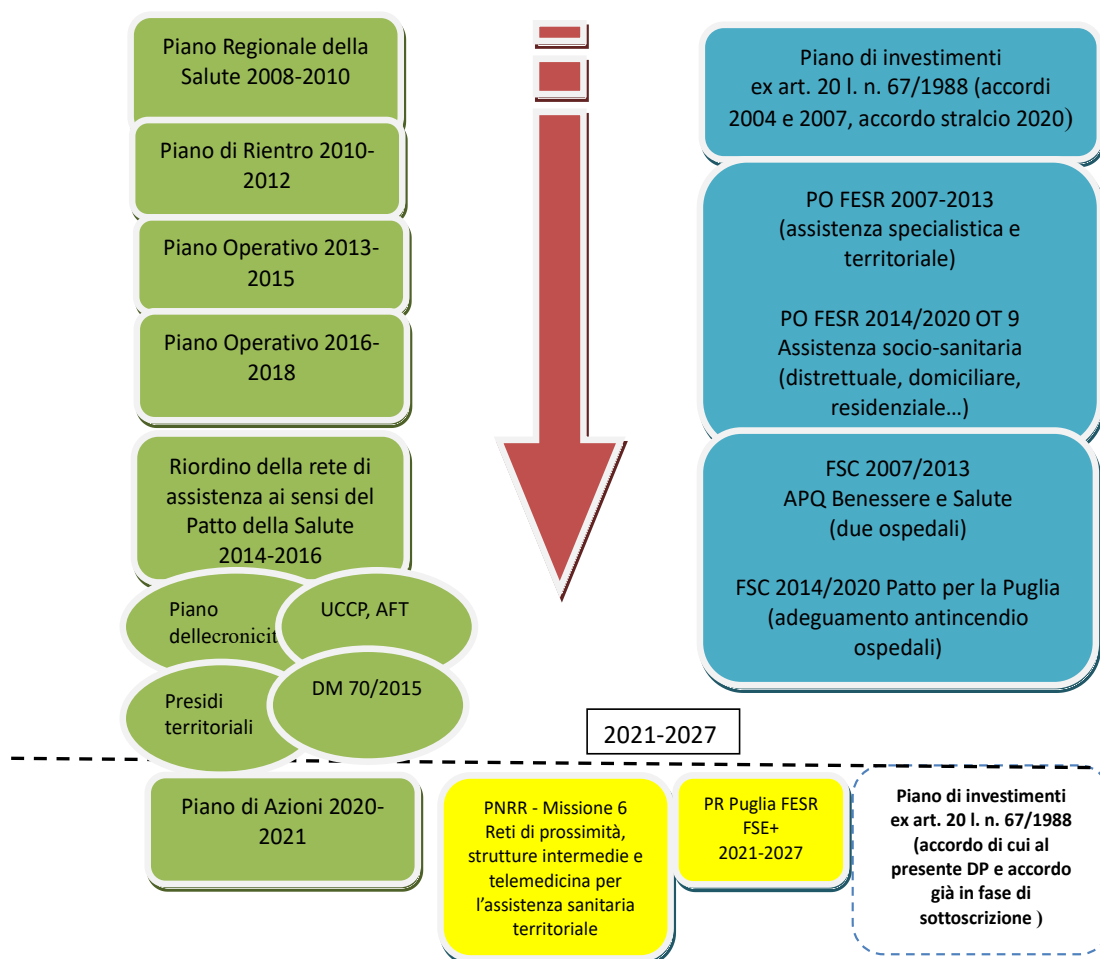 Piano Regionale della
Salute 2008-2010
Piano di Rientro 2010-
2012
Piano Operativo 2013-
2015
Piano Operativo 2016-
2018
Riordino della rete di
assistenza ai sensi del
Patto della Salute
2014-2016
Piano
dellecronicit
UCCP, AFT
Presidi
territoriali
DM 70/2015
Piano di investimenti
ex art. 20 l. n. 67/1988 (accordi
2004 e 2007, accordo stralcio 2020)
PO FESR 2007-2013
(assistenza specialistica e
territoriale)
PO FESR 2014/2020 OT 9
Assistenza socio-sanitaria
(distrettuale, domiciliare,
residenziale...)
FSC 2007/2013
APQ Benessere e Salute
(due ospedali)
FSC 2014/2020 Patto per la Puglia
(adeguamento antincendio
ospedali)
2021-2027
Piano di Azioni 2020-
2021
PNRR - Missione 6
Reti di prossimità,
strutture intermedie e
telemedicina per
l'assistenza sanitaria
territoriale
PR Puglia FESR
FSE+
2021-2027
Piano di investimenti
ex art. 20 l. n. 67/1988
(accordo di cui al
presente DP e accordo
già in fase di
sottoscrizione )